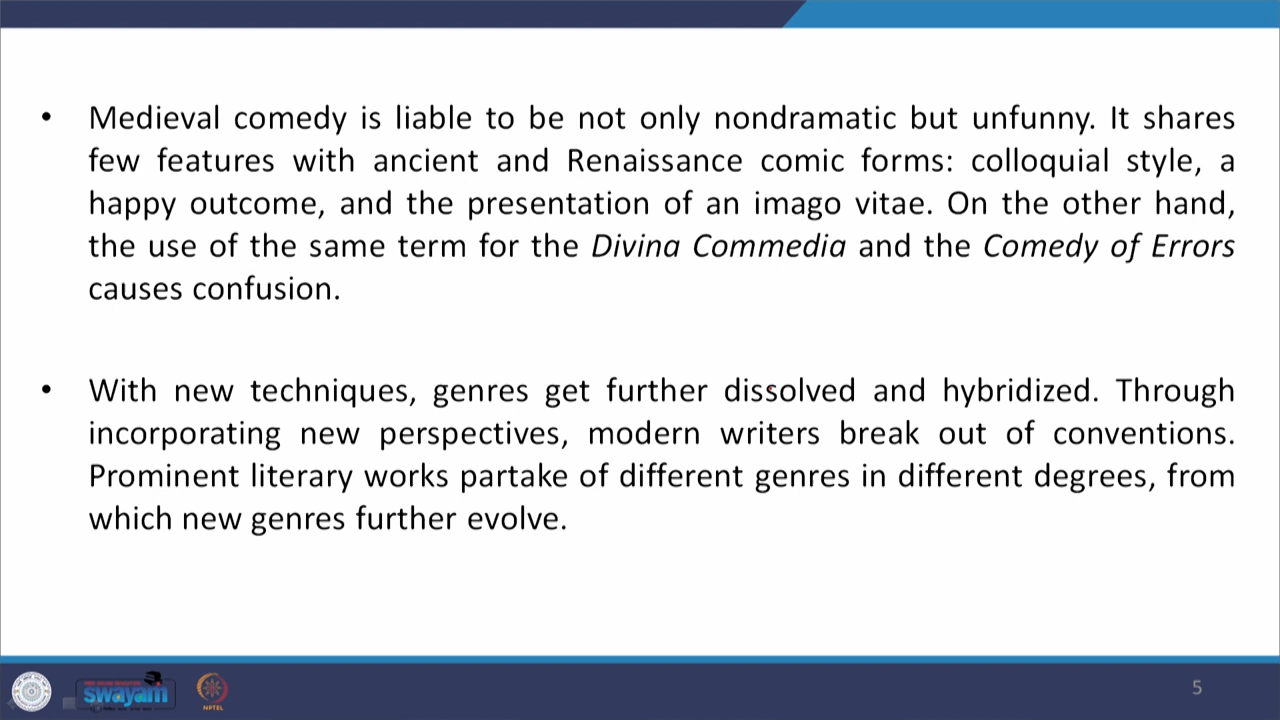 • Medieval comedy is liable to be not only nondramatic but unfunny. It shares
few features with ancient and Renaissance comic forms: colloquial style, a
happy outcome, and the presentation of an imago vitae. On the other hand,
the use of the same term for the Divina Commedia and the Comedy of Errors
causes confusion.
• With new techniques, genres get further dissolved and hybridized. Through
incorporating new perspectives, modern writers break out of conventions.
Prominent literary works partake of different genres in different degrees, from
which new genres further evolve.
swayam
NPTEL
5